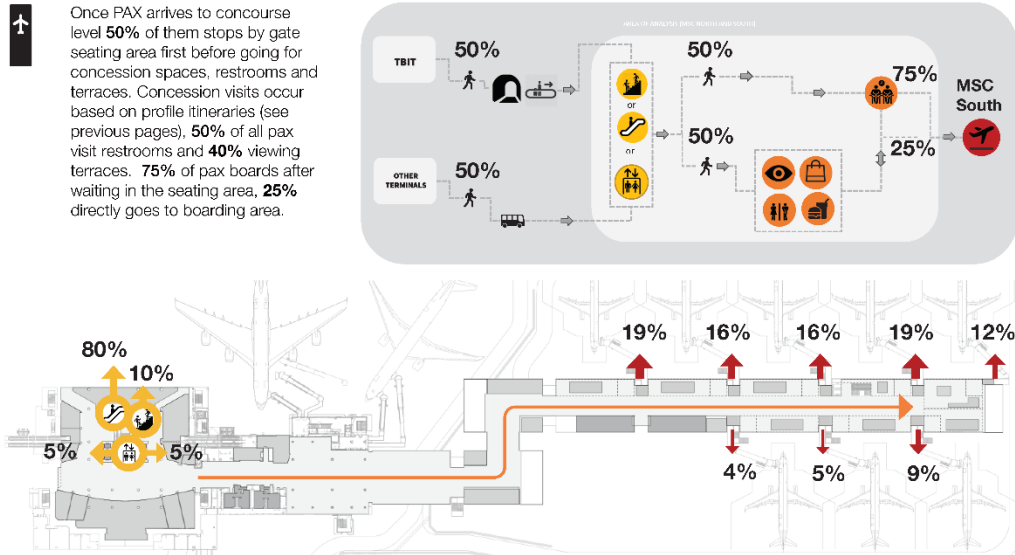 Once PAX arrives to concourse
level 50% of them stops by gate
seating area first before going for
concession spaces, restrooms and
terraces. Concession visits occur
based on profile itineraries (see
previous pages), 50% of all pax
visit restrooms and 40% viewing
terraces. 75% of pax boards after
waiting in the seating area, 25%
directly goes to boarding area.
TBIT
50%
OTHER
TERMINALS
50%
or
or
50%
50%
75%
25%
MSC
South
80%
10%
5%
5%
19%
16%
16%
19%
12%
4%
5%
9%